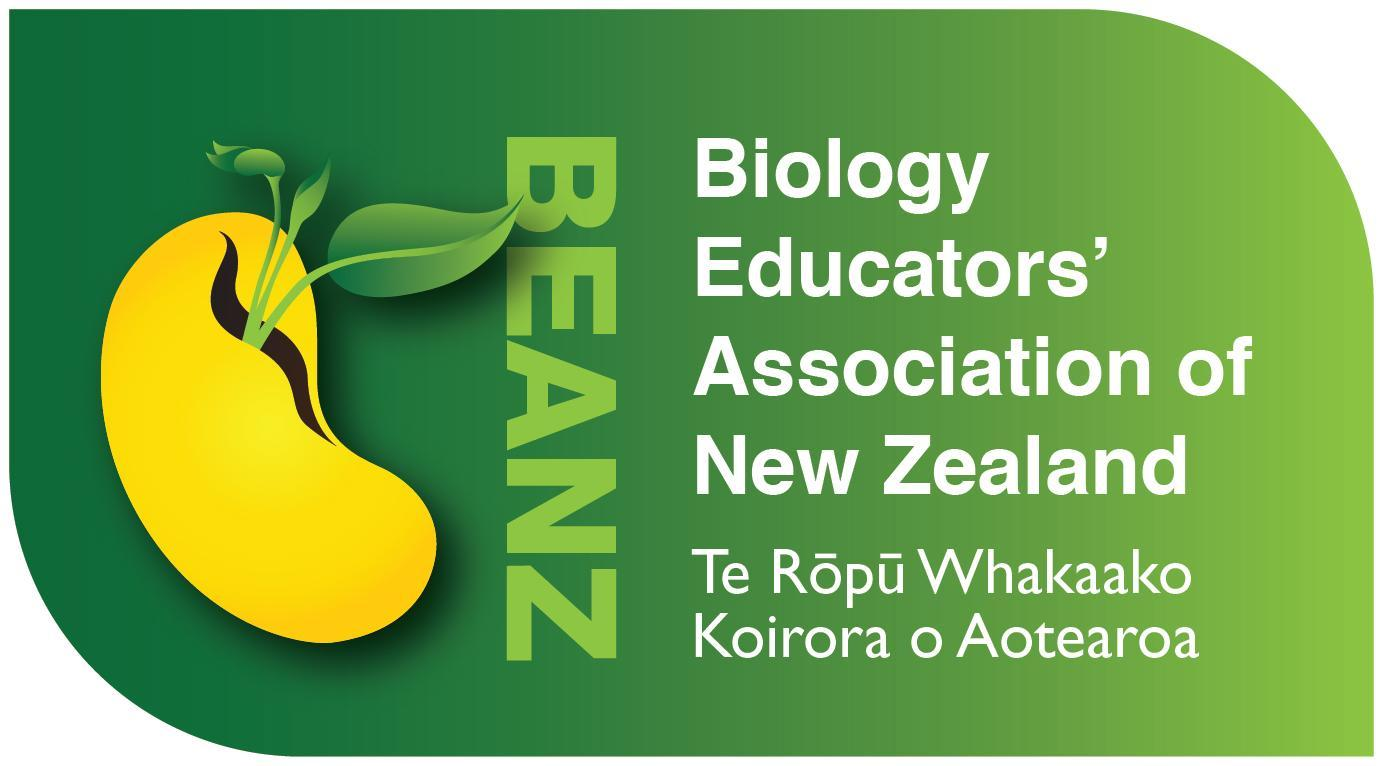 BEANZ
Biology
Educators’
Association of
New Zealand
Te Rōpū Whakaako
Koirora o Aotearoa